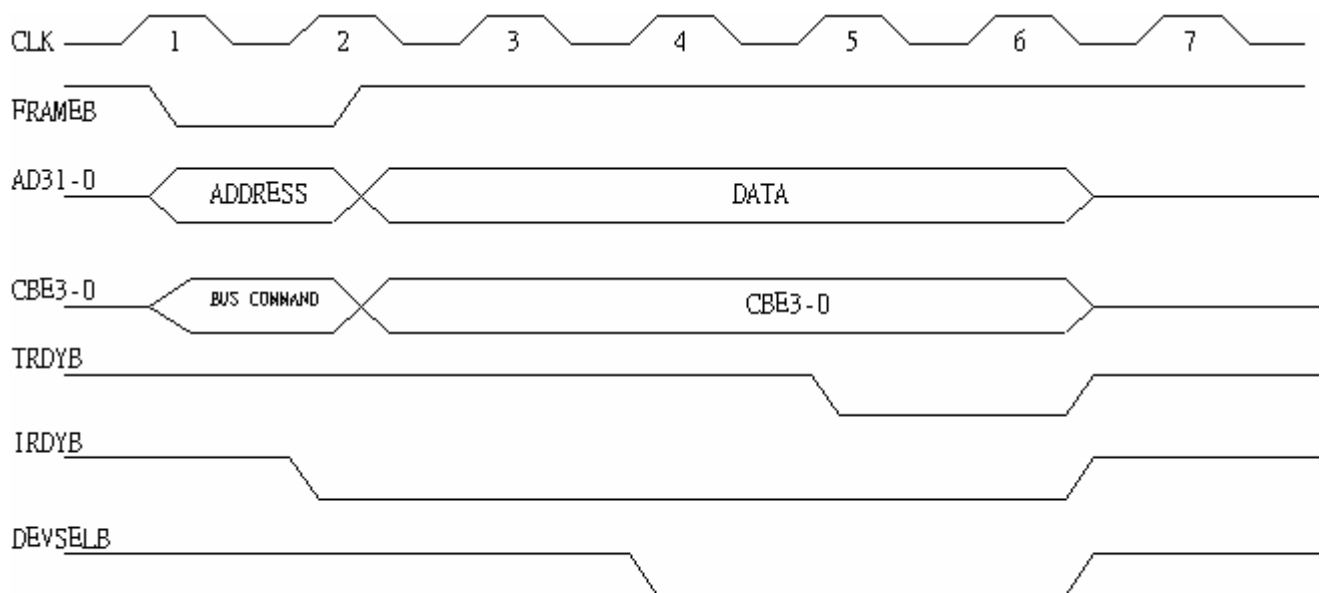 CLK 1 2 3 4 5 6 7
FRAMEB
AD31-0 ADDRESS DATA
CBE3-0 BUS COMMAND CBE3-0
TRDYB
IRDYB
DEVSELB